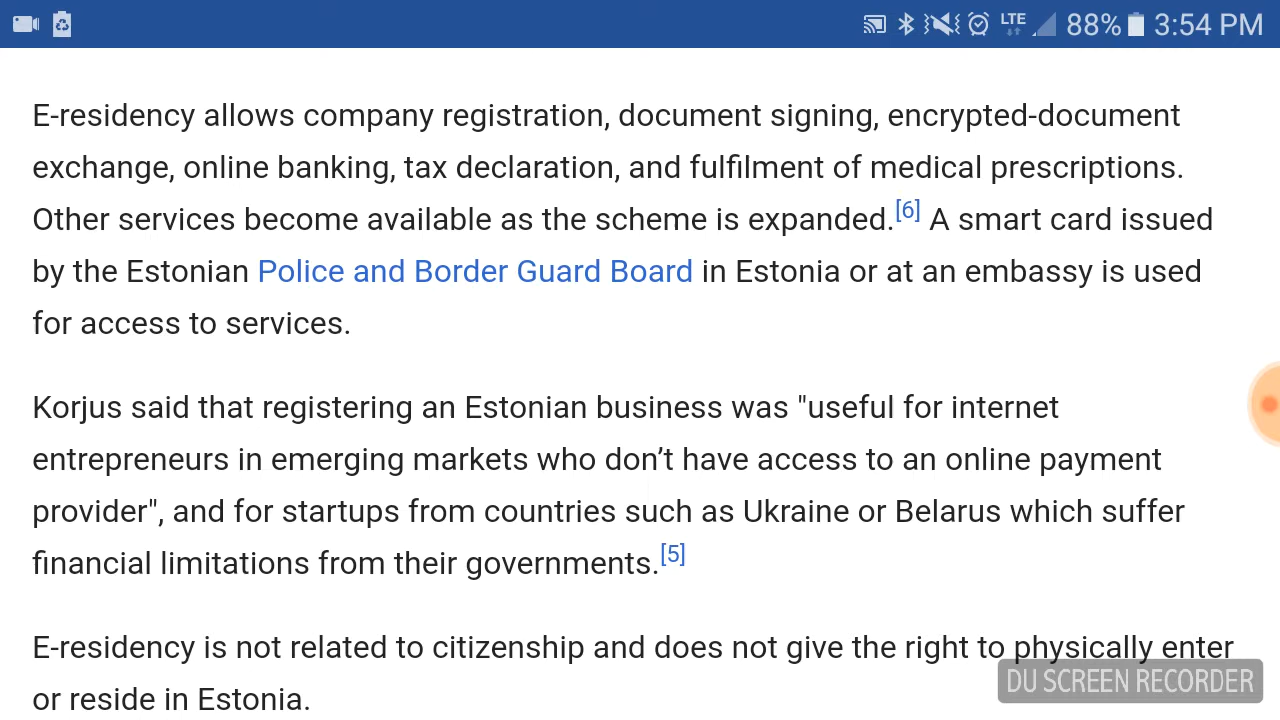 LTE 88% 3:54 PM
E-residency allows company registration, document signing, encrypted-document
exchange, online banking, tax declaration, and fulfilment of medical prescriptions.
Other services become available as the scheme is expanded.[6] A smart card issued
by the Estonian Police and Border Guard Board in Estonia or at an embassy is used
for access to services.
Korjus said that registering an Estonian business was "useful for internet
entrepreneurs in emerging markets who don’t have access to an online payment
provider", and for startups from countries such as Ukraine or Belarus which suffer
financial limitations from their governments.[5]
E-residency is not related to citizenship and does not give the right to physically enter
or reside in Estonia.
DU SCREEN RECORDER